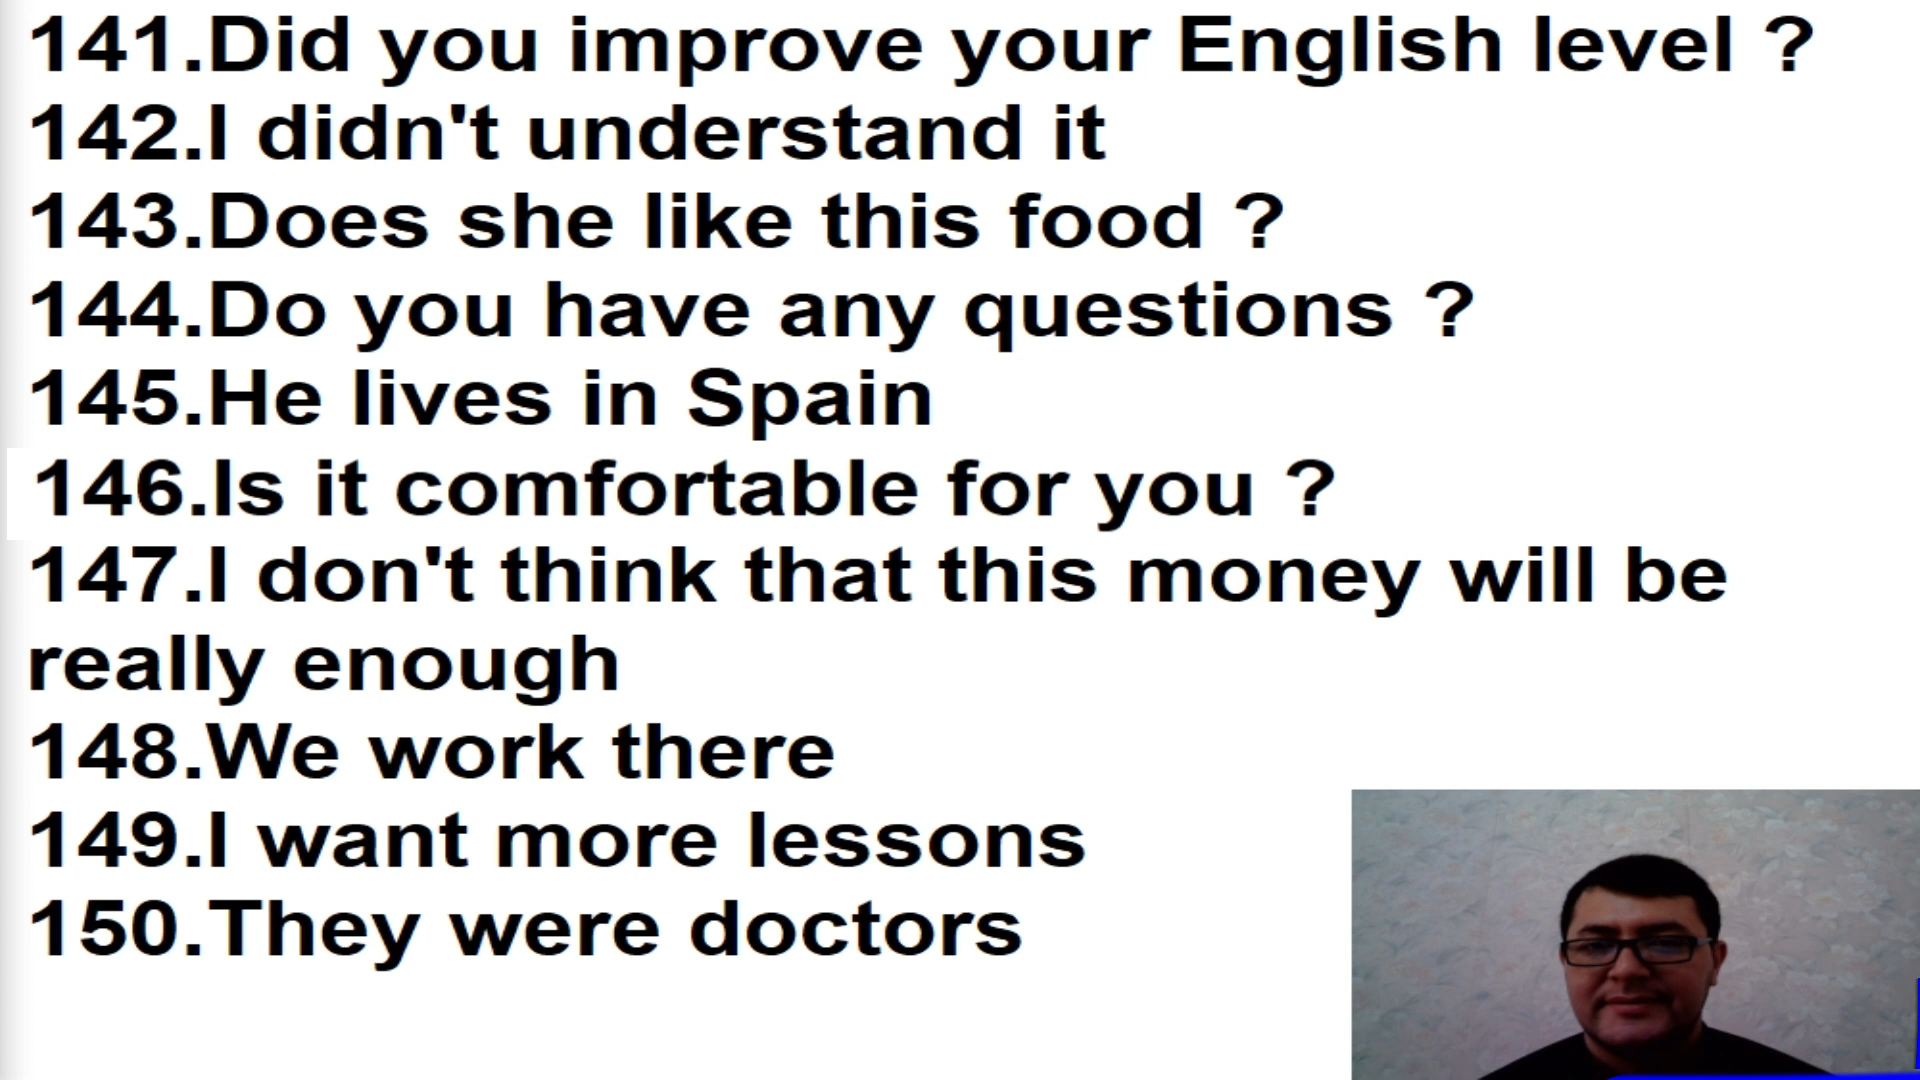 141.Did you improve your English level ?
142.I didn't understand it
143.Does she like this food ?
144.Do you have any questions ?
145.He lives in Spain
146.Is it comfortable for you ?
147.I don't think that this money will be
really enough
148.We work there
149.I want more lessons
150.They were doctors